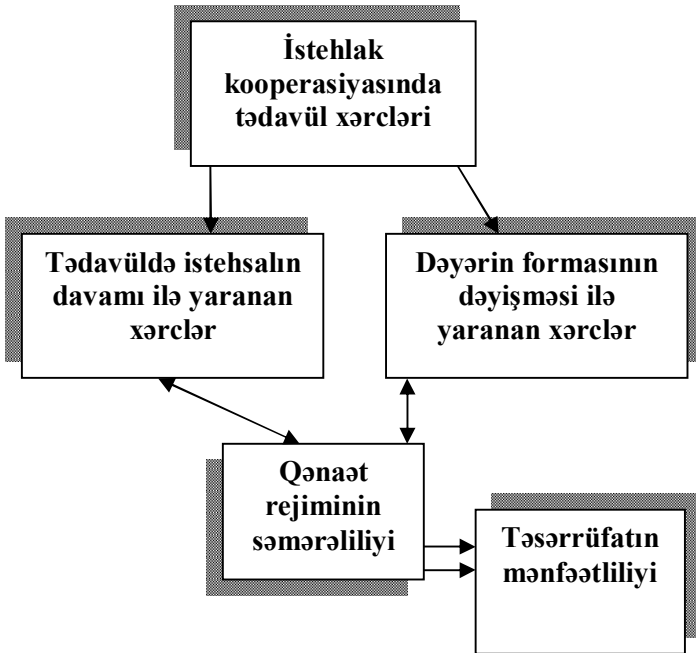 İstehlak
kooperasiyasında
tədavül xərcləri
Tədavüldə istehsalın
davamı ilə yaranan
xərclər
Dəyərin formasının
dəyişməsi ilə
yaranan xərclər
Qənaət
rejiminin
səmərəliliyi
Təsərrüfatın
mənfəətliliyi